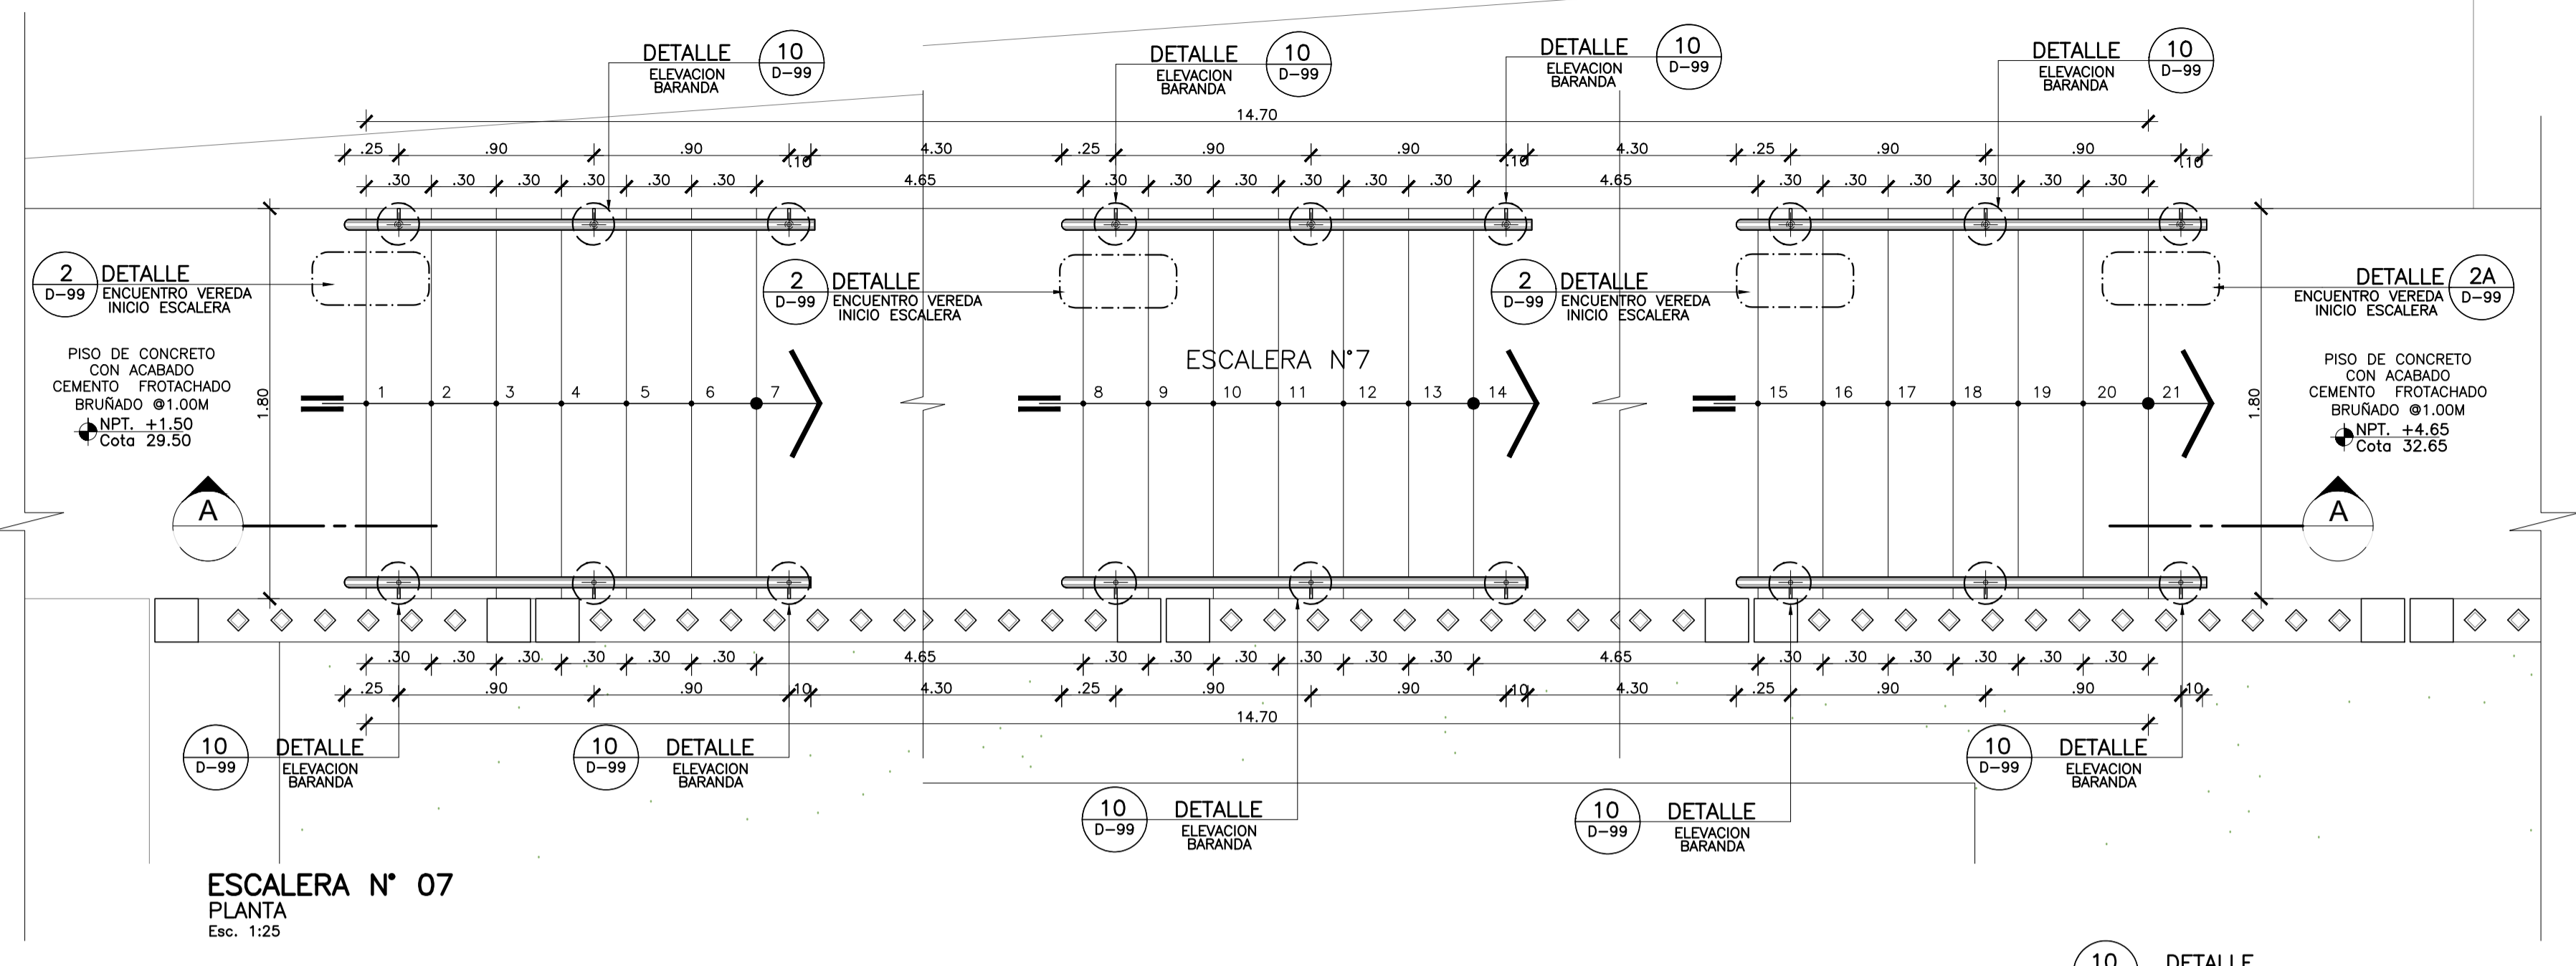 DETALLE 10
ELEVACION D-99
BARANDA
DETALLE 10
ELEVACION D-99
BARANDA
DETALLE 10
ELEVACION D-99
BARANDA
DETALLE 10
ELEVACION D-99
BARANDA
14.70
.25 .90 .90 .10 4.30 .25 .90 .90 .10 4.30 .25 .90 .90 .10
.30 .30 .30 .30 .30 .30 4.65 .30 .30 .30 .30 .30 .30 4.65 .30 .30 .30 .30 .30 .30
2 DETALLE
D-99 ENCUENTRO VEREDA
INICIO ESCALERA
2 DETALLE
D-99 ENCUENTRO VEREDA
INICIO ESCALERA
2 DETALLE
D-99 ENCUENTRO VEREDA
INICIO ESCALERA
DETALLE 2A
ENCUENTRO VEREDA D-99
INICIO ESCALERA
PISO DE CONCRETO
CON ACABADO
CEMENTO FROTACHADO
BRUÑADO @1.00M
NPT. +1.50
Cota 29.50
1.80
ESCALERA N°7
1 2 3 4 5 6 7 8 9 10 11 12 13 14 15 16 17 18 19 20 21
1.80
PISO DE CONCRETO
CON ACABADO
CEMENTO FROTACHADO
BRUÑADO @1.00M
NPT. +4.65
Cota 32.65
A
A
.30 .30 .30 .30 .30 .30 4.65 .30 .30 .30 .30 .30 .30 4.65 .30 .30 .30 .30 .30 .30
.25 .90 .90 .10 4.30 .25 .90 .90 .10 4.30 .25 .90 .90 .10
14.70
10 DETALLE
D-99 ELEVACION
BARANDA
10 DETALLE
D-99 ELEVACION
BARANDA
10 DETALLE
D-99 ELEVACION
BARANDA
10 DETALLE
D-99 ELEVACION
BARANDA
10 DETALLE
D-99 ELEVACION
BARANDA
ESCALERA N° 07
PLANTA
Esc. 1:25
10 DETALLE